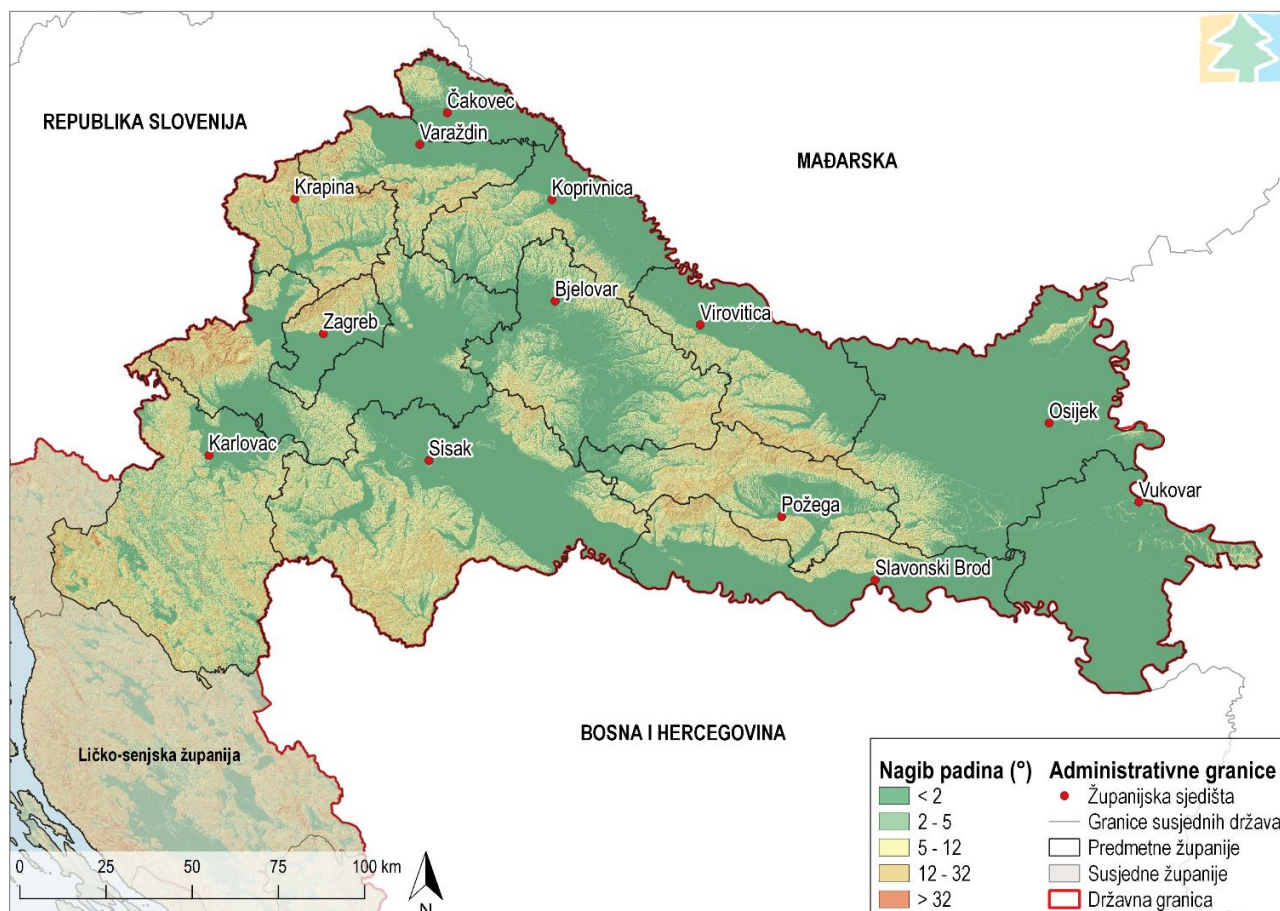 REPUBLIKA SLOVENIJA
MAĐARSKA
Čakovec
Varaždin
Krapina
Koprivnica
Bjelovar
Virovitica
Zagreb
Osijek
Karlovac
Sisak
Vukovar
Požega
Slavonski Brod
BOSNA I HERCEGOVINA
Ličko-senjska županija
Nagib padina (°)
< 2
2 - 5
5 - 12
12 - 32
> 32
Administrativne granice
Županijska sjedišta
Granice susjednih država
Predmetne županije
Susjedne županije
Državna granica
0 25 50 100 km
N